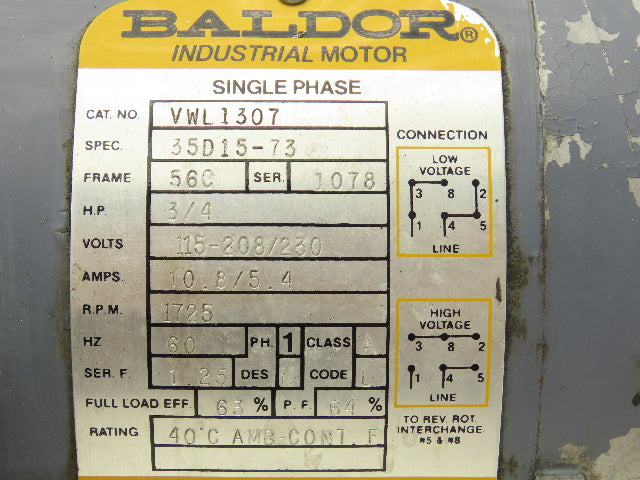 BALDOR®
INDUSTRIAL MOTOR
SINGLE PHASE
CAT. NO. VWL1307
SPEC. 35D15-73
FRAME 56C SER. 1078
H.P. 3/4
VOLTS 115-208/230
AMPS. 10.8/5.4
R.P.M. 1725
HZ 60 PH. 1 CLASS A
SER. F. 1.25 DES CODE
FULL LOAD EFF. 63 % P. F. 64 %
RATING 40°C AMB-CONT.
CONNECTION
LOW
VOLTAGE
3 8 2
1 4 5
LINE
HIGH
VOLTAGE
3 8 2
1 4 5
LINE
TO REV. ROT.
INTERCHANGE
#5 & #8